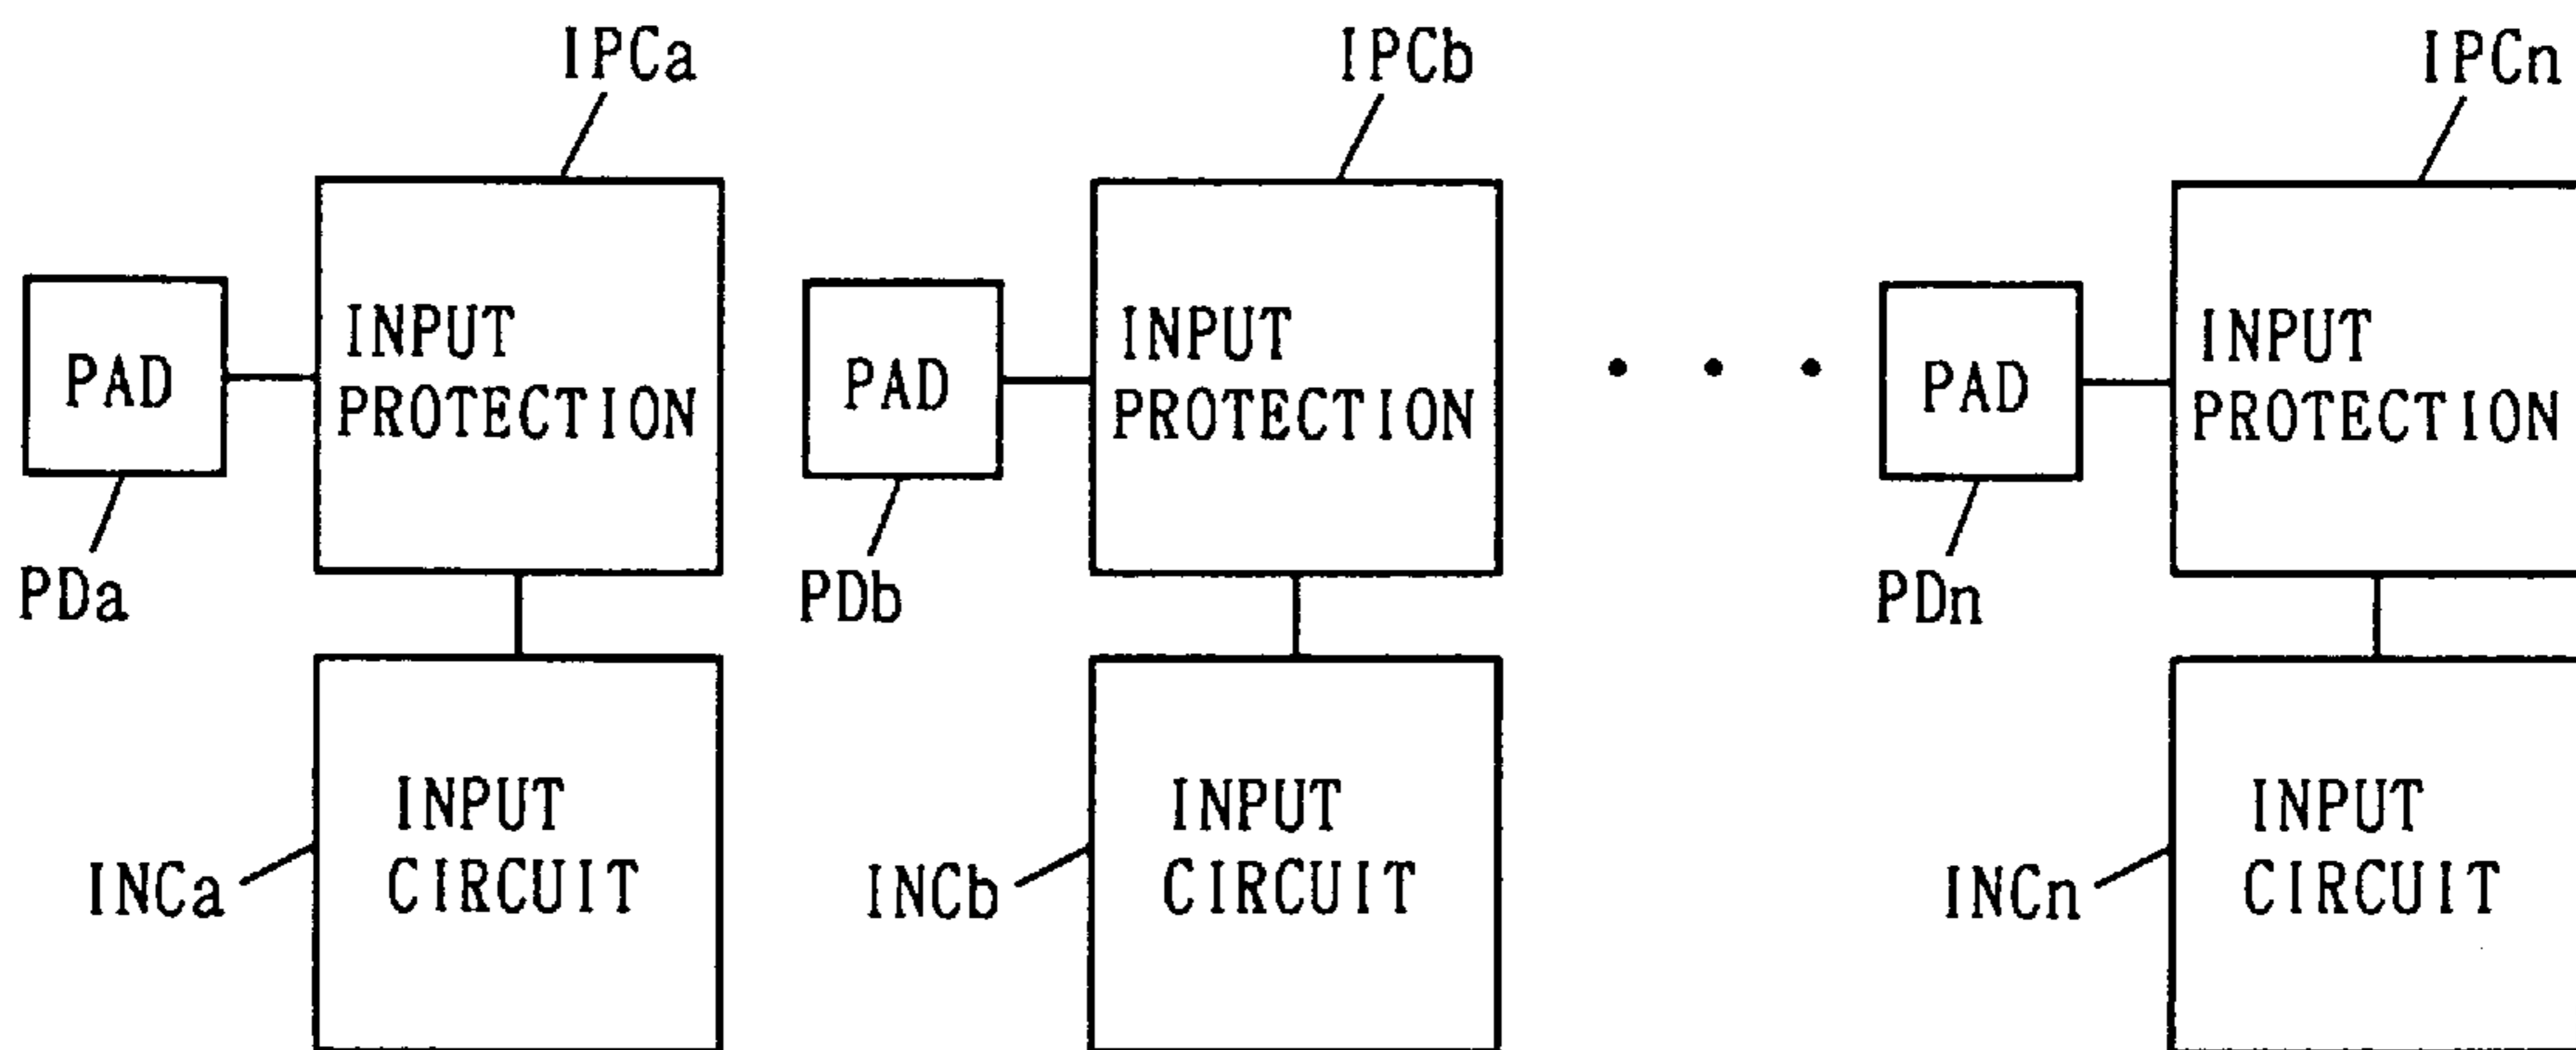 IPCa
IPCb
IPCn
PAD
INPUT
PROTECTION
PAD
INPUT
PROTECTION
PAD
INPUT
PROTECTION
PDa
PDb
PDn
INCa
INPUT
CIRCUIT
INCb
INPUT
CIRCUIT
INCn
INPUT
CIRCUIT